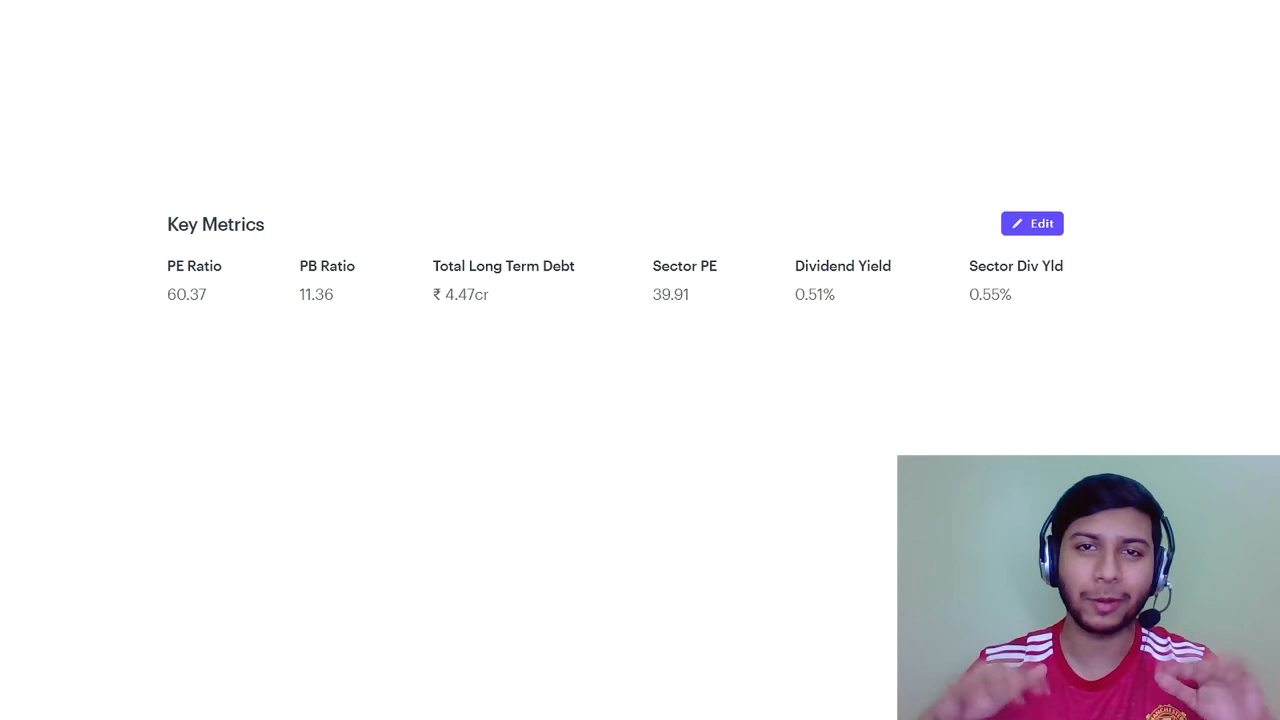 Key Metrics
Edit
PE Ratio PB Ratio Total Long Term Debt Sector PE Dividend Yield Sector Div Yld
60.37 11.36 ₹ 4.47cr 39.91 0.51% 0.55%